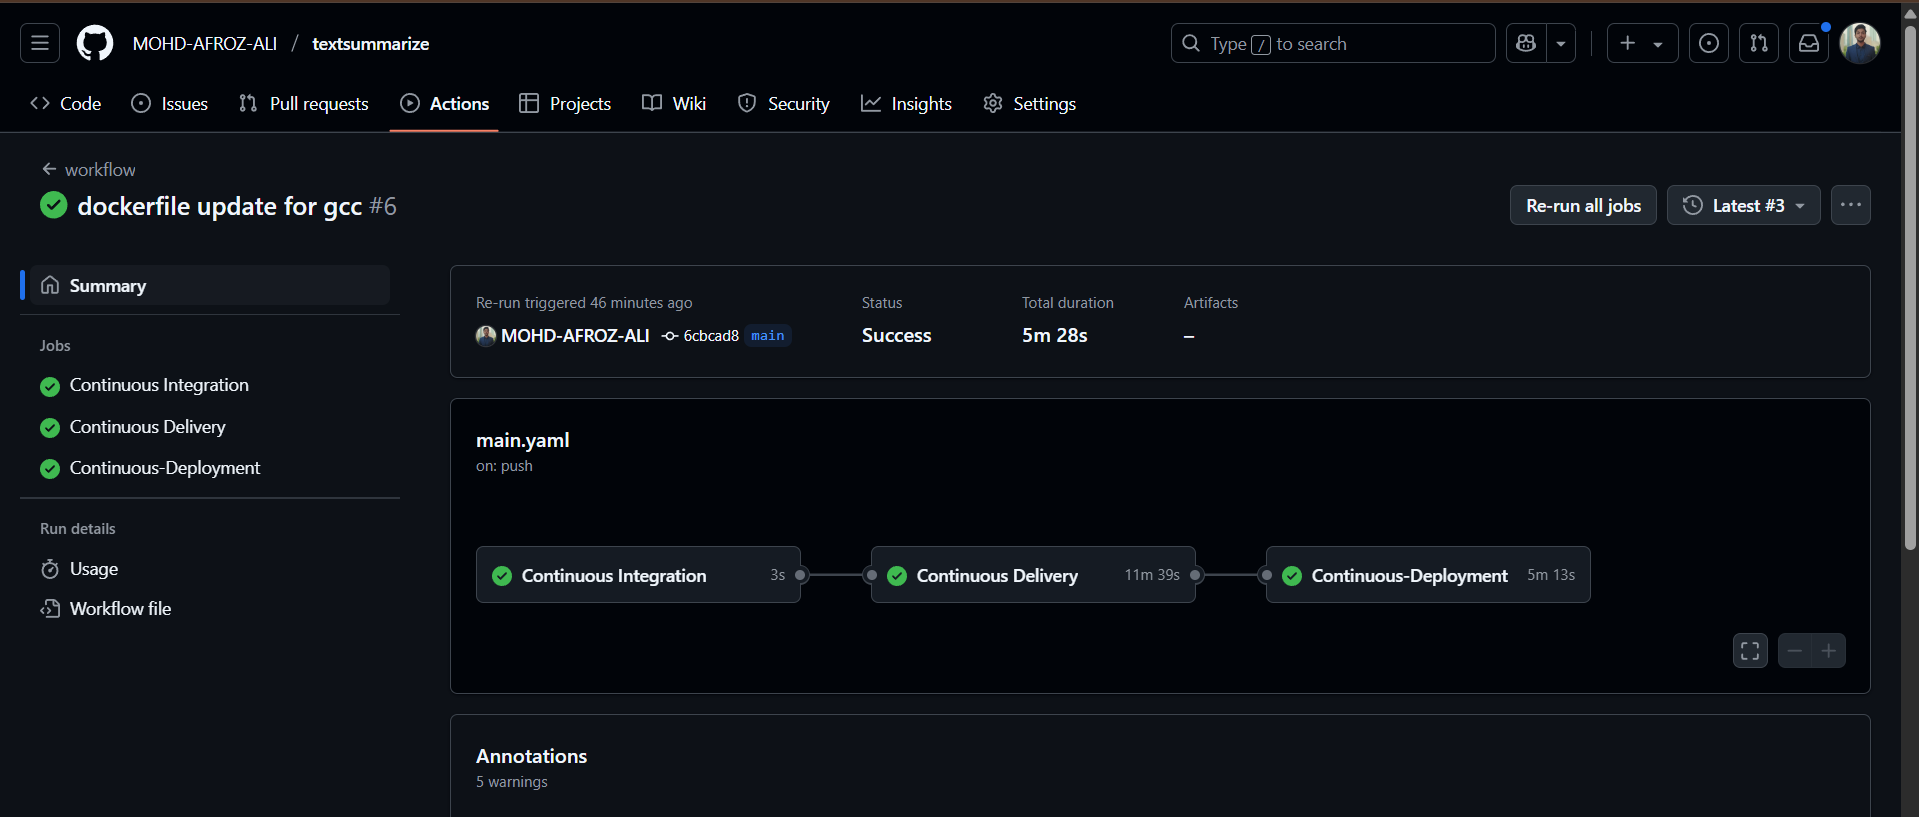 MOHD-AFROZ-ALI / textsummarize
Type / to search
Code Issues Pull requests Actions Projects Wiki Security Insights Settings
workflow
dockerfile update for gcc #6
Re-run all jobs
Latest #3
Summary
Jobs
Continuous Integration
Continuous Delivery
Continuous-Deployment
Run details
Usage
Workflow file
Re-run triggered 46 minutes ago
MOHD-AFROZ-ALI 6cbcad8 main
Status
Success
Total duration
5m 28s
Artifacts
–
main.yaml
on: push
Continuous Integration 3s
Continuous Delivery 11m 39s
Continuous-Deployment 5m 13s
Annotations
5 warnings